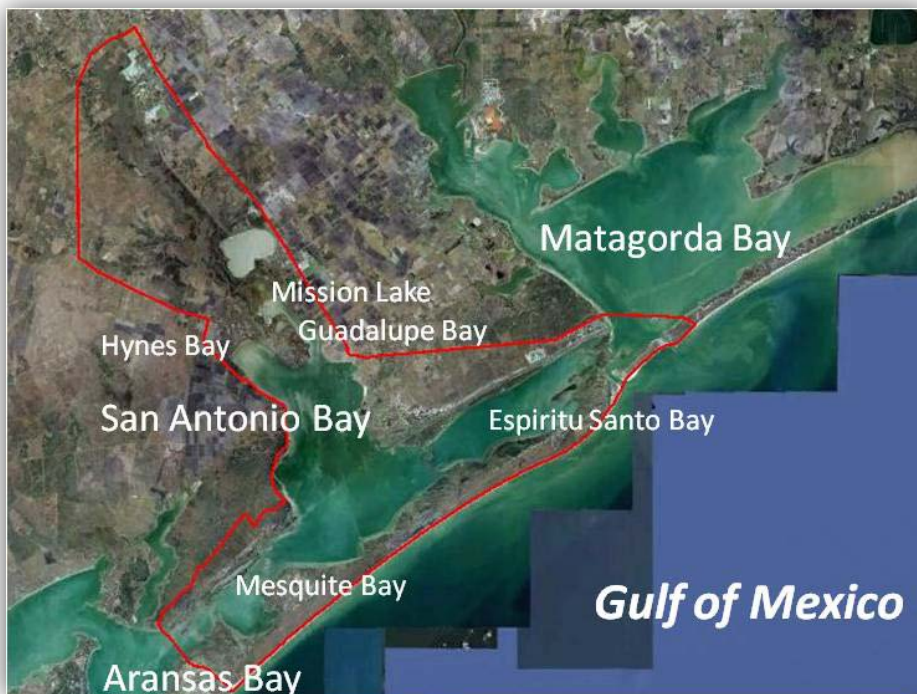 Matagorda Bay
Mission Lake
Guadalupe Bay
Hynes Bay
San Antonio Bay
Espiritu Santo Bay
Mesquite Bay
Gulf of Mexico
Aransas Bay